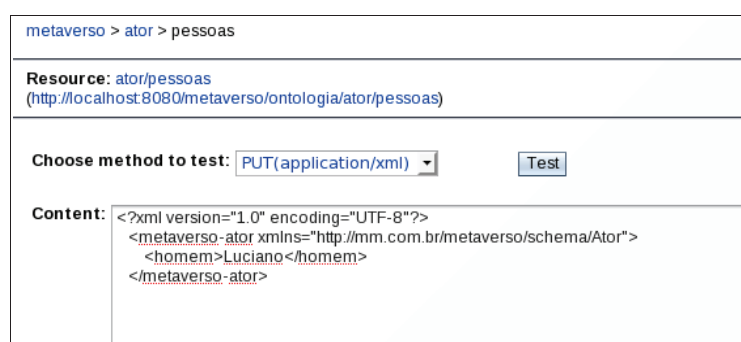 metaverso > ator > pessoas
Resource: ator/pessoas
(http://localhost:8080/metaverso/ontologia/ator/pessoas)
Choose method to test: PUT(application/xml) Test
Content: <?xml version="1.0" encoding="UTF-8"?>
<metaverso-ator xmlns="http://mm.com.br/metaverso/schema/Ator">
<homem>Luciano</homem>
</metaverso-ator>